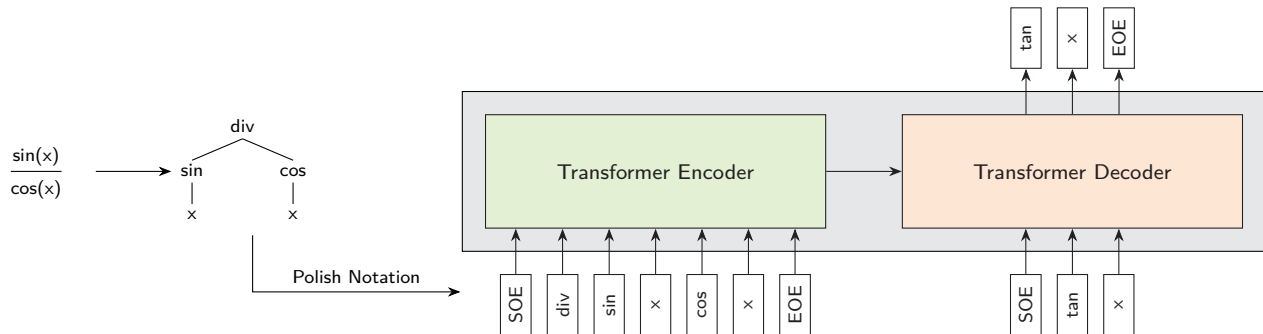 sin(x)
cos(x)
div
sin cos
x x
Polish Notation
Transformer Encoder
SOE div sin x cos x EOE
Transformer Decoder
tan x EOE
SOE tan x